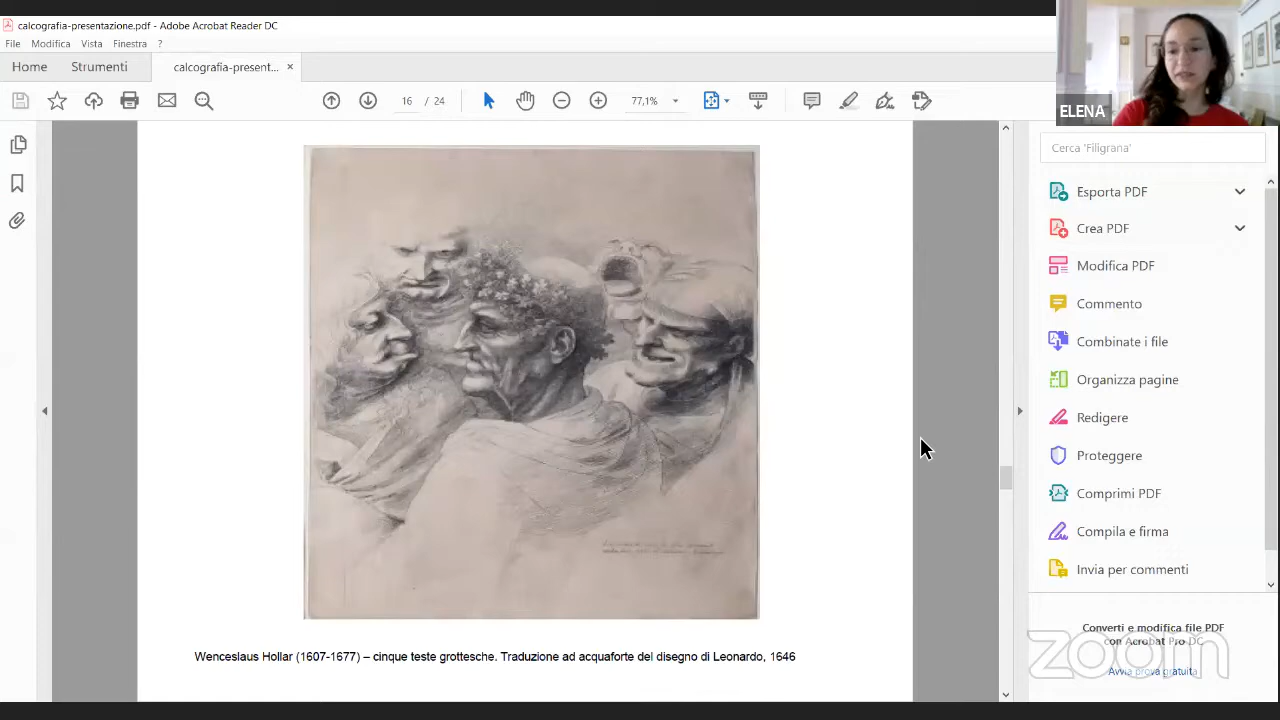 calcografia-presentazione.pdf - Adobe Acrobat Reader DC
File Modifica Vista Finestra ?
Home Strumenti calcografia-present... ×
16 / 24 77,1%
ELENA
Cerca 'Filigrana'
Esporta PDF
Crea PDF
Modifica PDF
Commento
Combinate i file
Organizza pagine
Redigere
Proteggere
Comprimi PDF
Compila e firma
Invia per commenti
Converti e modifica file PDF
con Acrobat Pro DC
Avvia prova gratuita
zoom
Wenceslaus Hollar (1607-1677) – cinque teste grottesche. Traduzione ad acquaforte del disegno di Leonardo, 1646